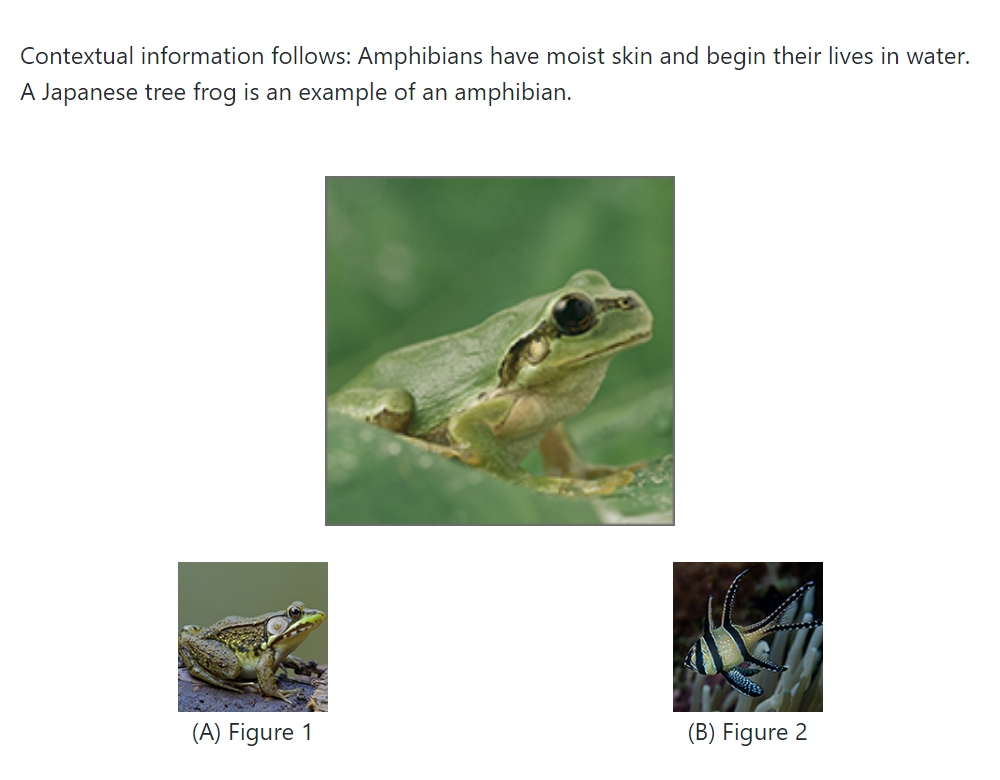 Contextual information follows: Amphibians have moist skin and begin their lives in water.
A Japanese tree frog is an example of an amphibian.
(A) Figure 1
(B) Figure 2